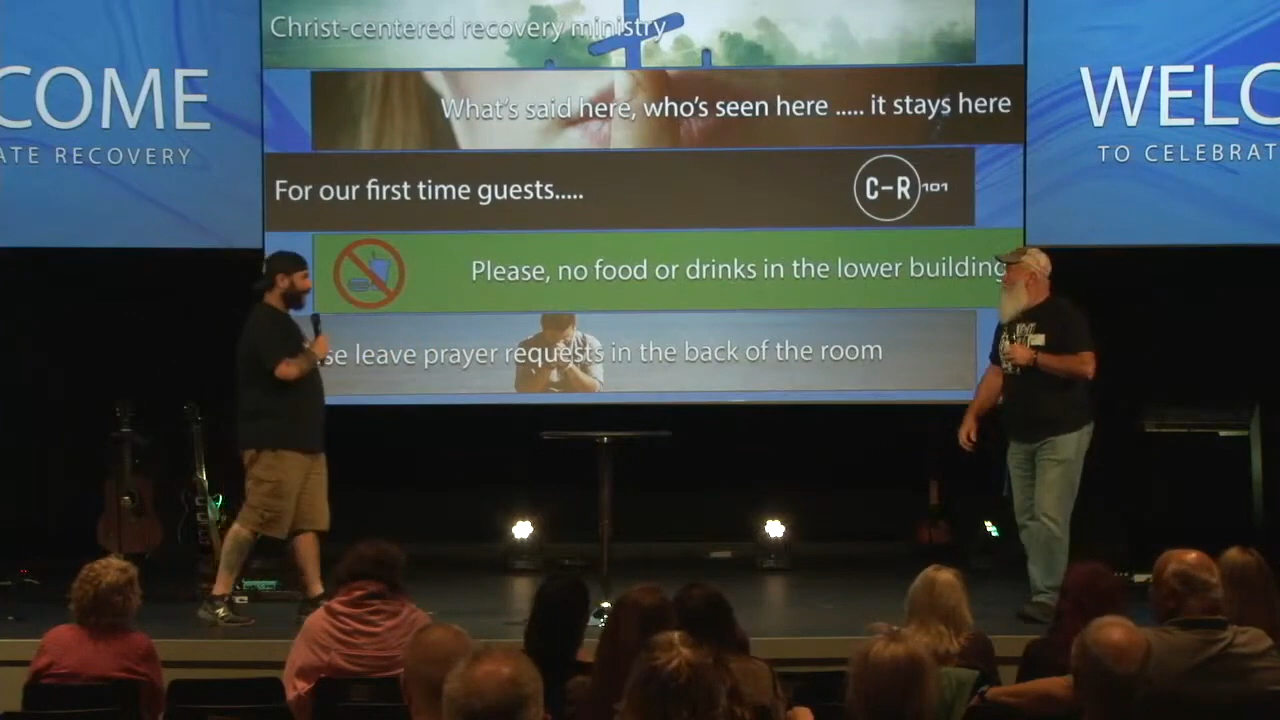 Christ-centered recovery ministry
COME
ATE RECOVERY
What's said here, who's seen here ..... it stays here
WELC
TO CELEBRAT
For our first time guests.....
C-R 101
Please, no food or drinks in the lower building
se leave prayer requests in the back of the room